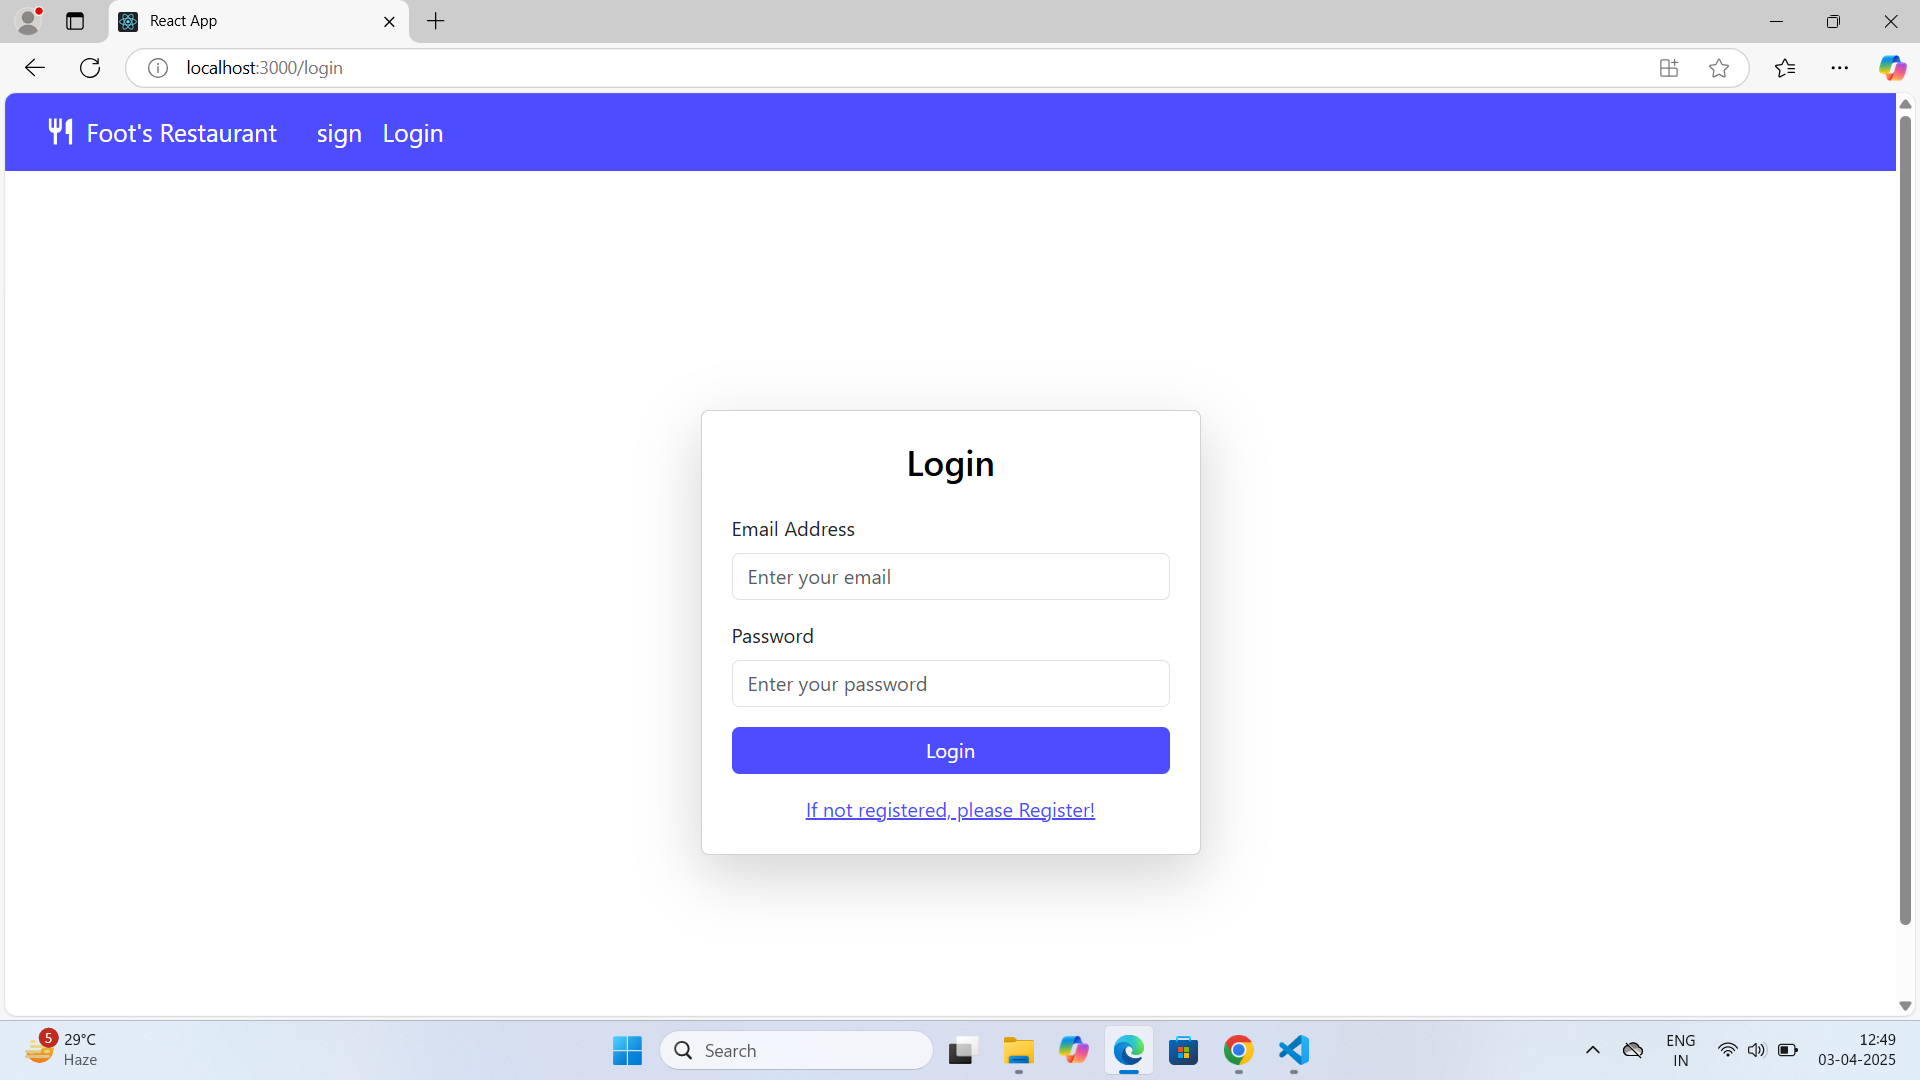 React App
localhost:3000/login
Foot's Restaurant sign Login
Login
Email Address
Enter your email
Password
Enter your password
Login
If not registered, please Register!
5
29°C
Haze
Search
ENG
IN
12:49
03-04-2025